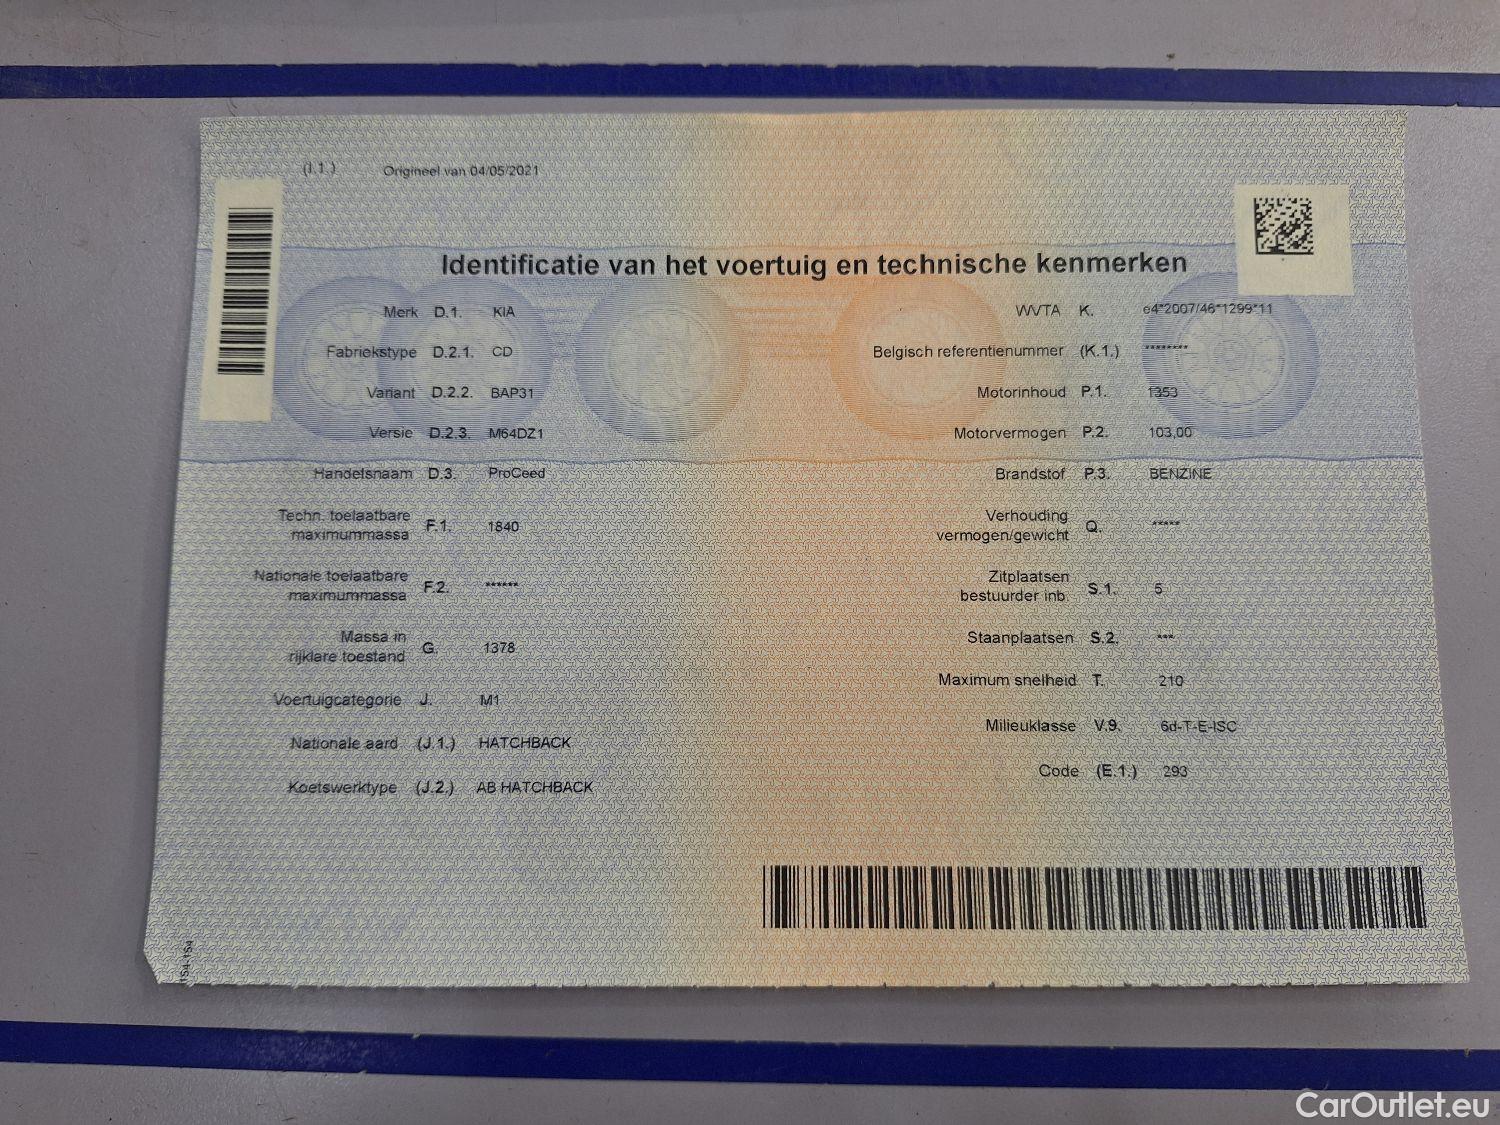 (I.1.) Origineel van 04/05/2021
Identificatie van het voertuig en technische kenmerken
Merk D.1. KIA
Fabriekstype D.2.1. CD
Variant D.2.2. BAP31
Versie D.2.3. M64DZ1
Handelsnaam D.3. ProCeed
Techn. toelaatbare
maximummassa F.1. 1840
Nationale toelaatbare
maximummassa F.2. ******
Massa in
rijklare toestand G. 1378
Voertuigcategorie J. M1
Nationale aard (J.1.) HATCHBACK
Koetswerktype (J.2.) AB HATCHBACK
WVTA K. e4*2007/46*1299*11
Belgisch referentienummer (K.1.) ********
Motorinhoud P.1. 1353
Motorvermogen P.2. 103,00
Brandstof P.3. BENZINE
Verhouding
vermogen/gewicht Q. *****
Zitplaatsen
bestuurder inb. S.1. 5
Staanplaatsen S.2. ***
Maximum snelheid T. 210
Milieuklasse V.9. 6d-T-E-ISC
Code (E.1.) 293
154-154
CarOutlet.eu